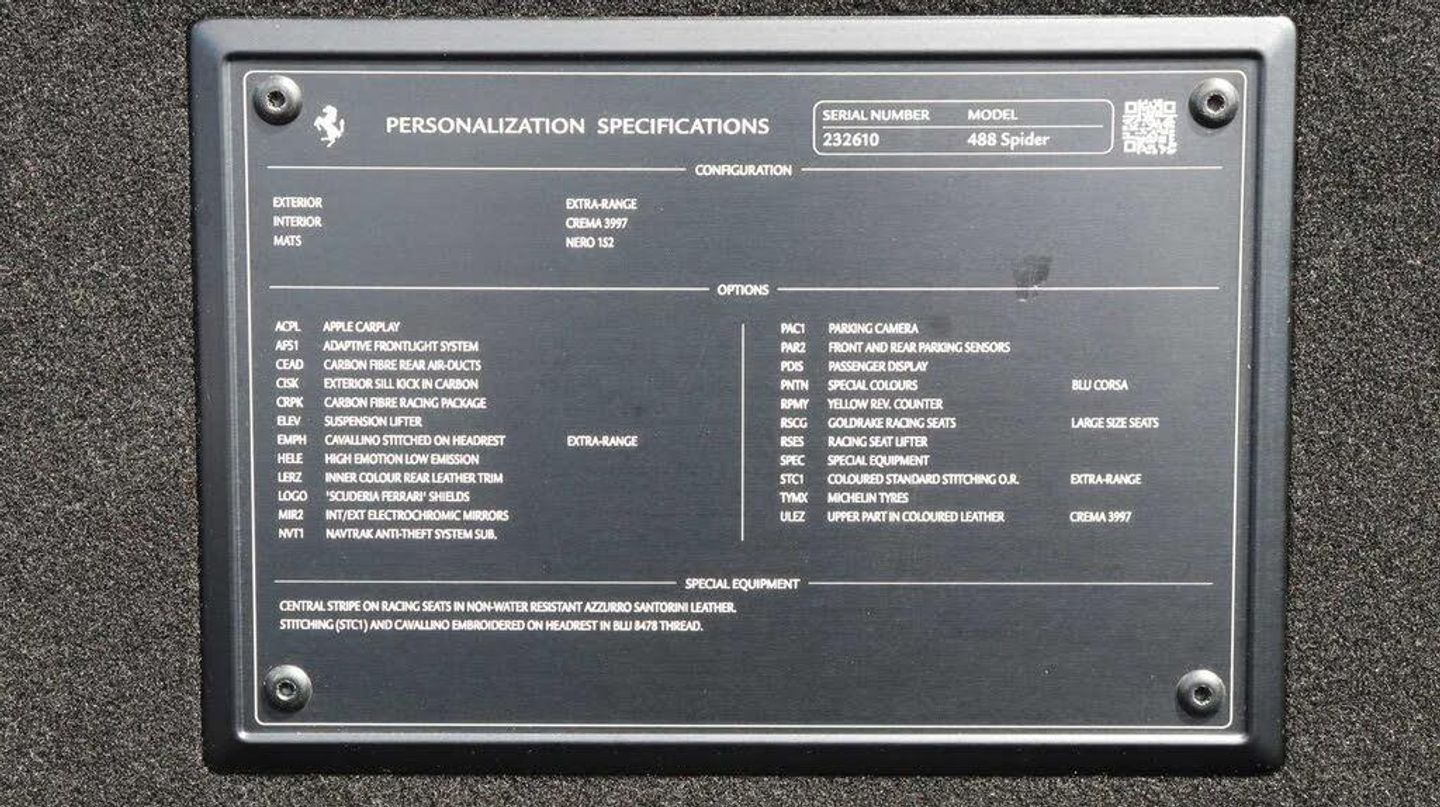 PERSONALIZATION SPECIFICATIONS
SERIAL NUMBER MODEL
232610 488 Spider
CONFIGURATION
EXTERIOR EXTRA-RANGE
INTERIOR CREMA 3997
MATS NERO 1S2
OPTIONS
ACPL APPLE CARPLAY
AFS1 ADAPTIVE FRONTLIGHT SYSTEM
CEAD CARBON FIBRE REAR AIR-DUCTS
CISK EXTERIOR SILL KICK IN CARBON
CRPK CARBON FIBRE RACING PACKAGE
ELEV SUSPENSION LIFTER
EMPH CAVALLINO STITCHED ON HEADREST EXTRA-RANGE
HELE HIGH EMOTION LOW EMISSION
LERZ INNER COLOUR REAR LEATHER TRIM
LOGO 'SCUDERIA FERRARI' SHIELDS
MIR2 INT/EXT ELECTROCHROMIC MIRRORS
NVT1 NAVTRAK ANTI-THEFT SYSTEM SUB.
PAC1 PARKING CAMERA
PAR2 FRONT AND REAR PARKING SENSORS
PDIS PASSENGER DISPLAY
PNTN SPECIAL COLOURS BLU CORSA
RPMY YELLOW REV. COUNTER
RSCG GOLDRAKE RACING SEATS LARGE SIZE SEATS
RSES RACING SEAT LIFTER
SPEC SPECIAL EQUIPMENT
STC1 COLOURED STANDARD STITCHING O.R. EXTRA-RANGE
TYMX MICHELIN TYRES
ULEZ UPPER PART IN COLOURED LEATHER CREMA 3997
SPECIAL EQUIPMENT
CENTRAL STRIPE ON RACING SEATS IN NON-WATER RESISTANT AZZURRO SANTORINI LEATHER.
STITCHING (STC1) AND CAVALLINO EMBROIDERED ON HEADREST IN BLU 8478 THREAD.